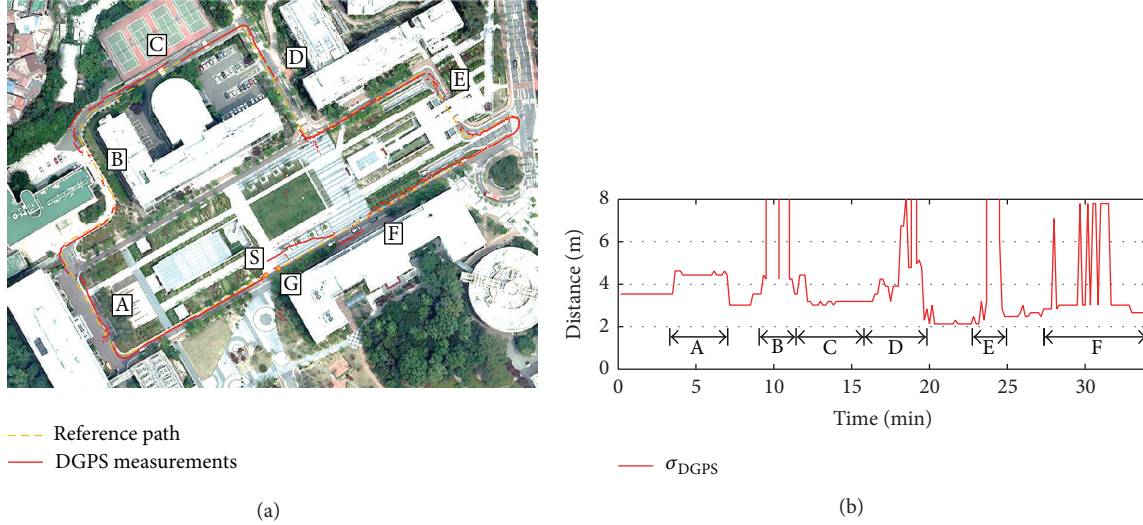 C
D
E
B
F
S
G
A
Reference path
DGPS measurements
(a)
8
6
4
2
0
Distance (m)
A
B
C
D
E
F
0
5
10
15
20
25
30
Time (min)
σDGPS
(b)